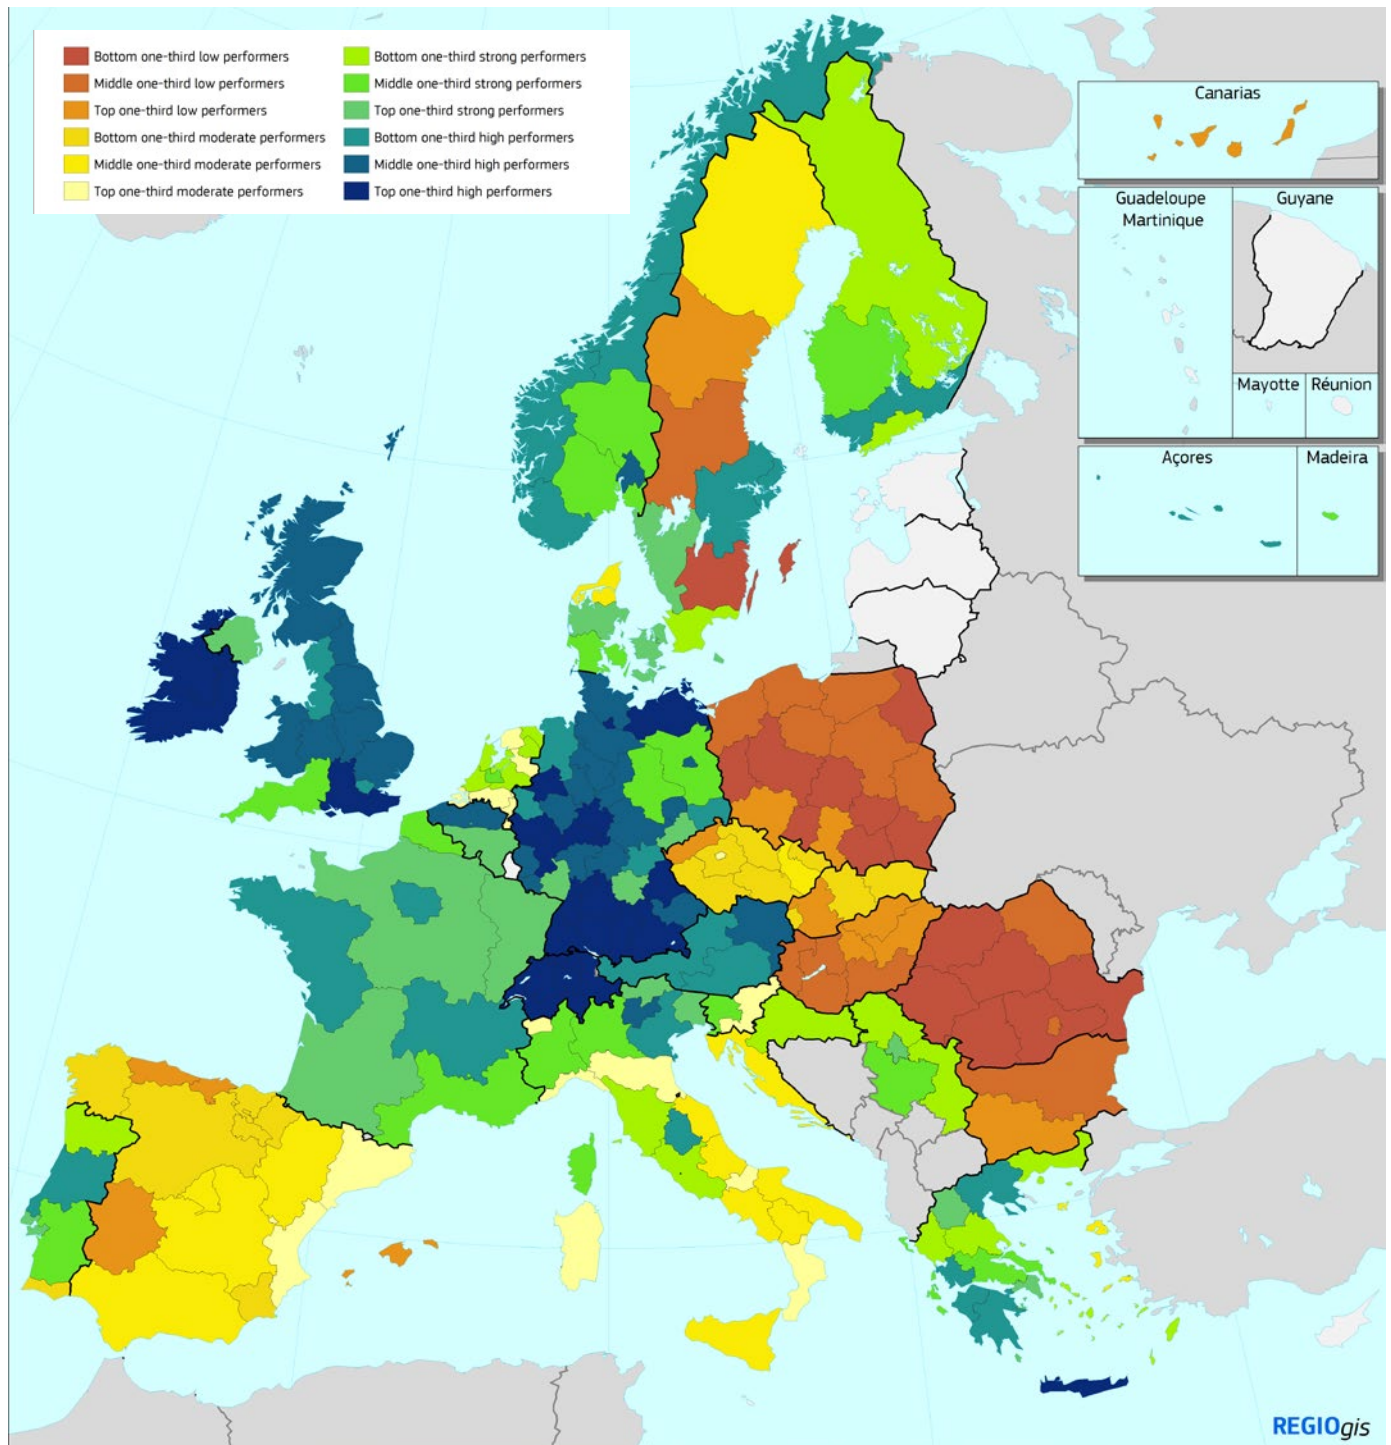 Bottom one-third low performers
Middle one-third low performers
Top one-third low performers
Bottom one-third moderate performers
Middle one-third moderate performers
Top one-third moderate performers
Bottom one-third strong performers
Middle one-third strong performers
Top one-third strong performers
Bottom one-third high performers
Middle one-third high performers
Top one-third high performers
Canarias
Guadeloupe
Martinique
Guyane
Mayotte
Réunion
Açores
Madeira
REGIOgis